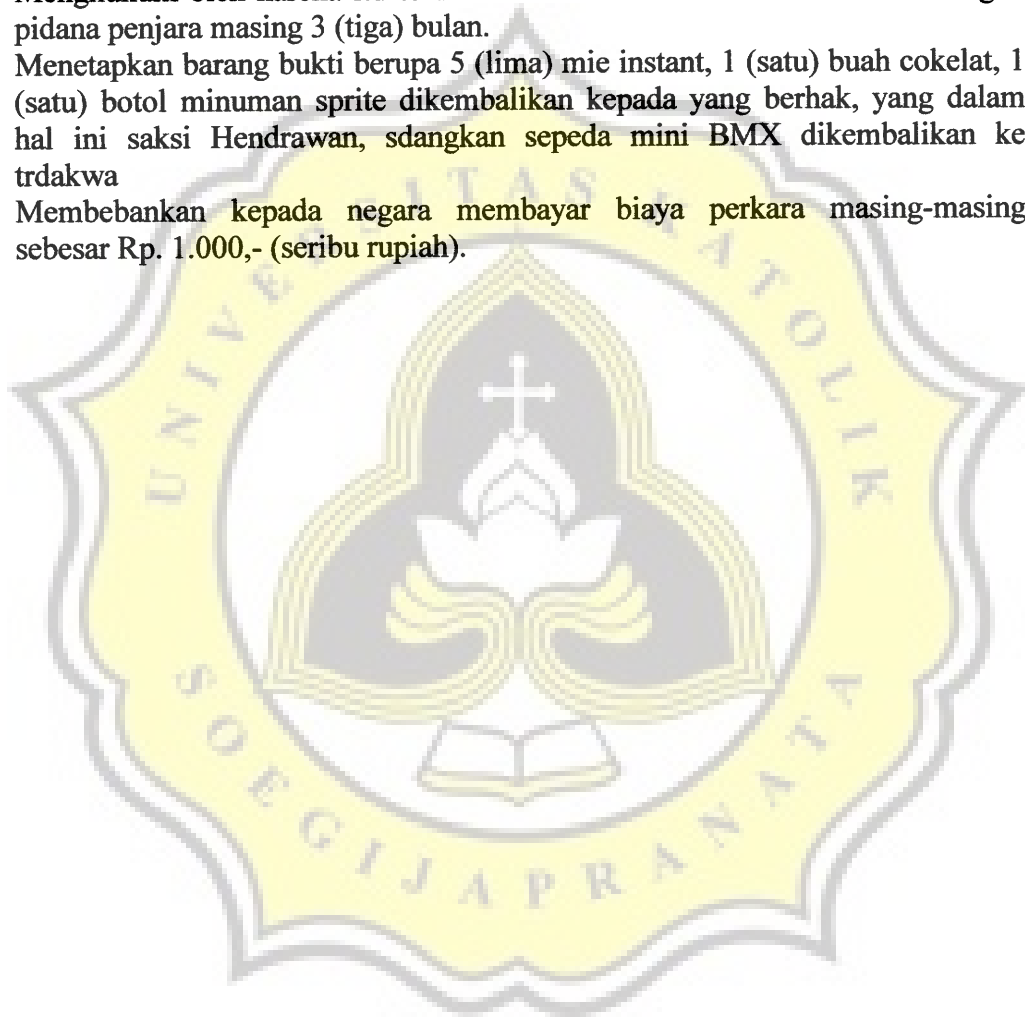 pidana penjara masing 3 (tiga) bulan.
Menetapkan barang bukti berupa 5 (lima) mie instant, 1 (satu) buah cokelat, 1
(satu) botol minuman sprite dikembalikan kepada yang berhak, yang dalam
hal ini saksi Hendrawan, sdangkan sepeda mini BMX dikembalikan ke
trdakwa
Membebankan kepada negara membayar biaya perkara masing-masing
sebesar Rp. 1.000,- (seribu rupiah).
UNIVERSITAS KATOLIK
SOEGIJAPRANATA